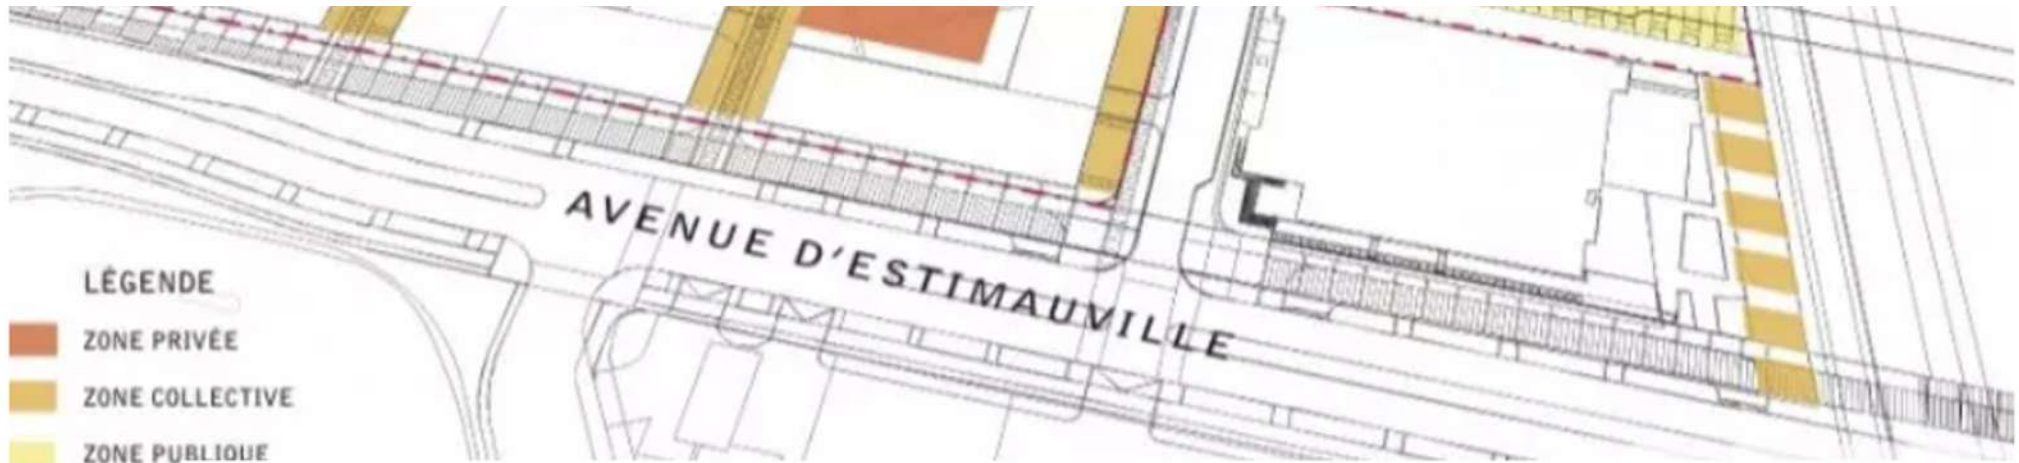 AVENUE D'ESTIMAUVILLE
LÉGENDE
ZONE PRIVÉE
ZONE COLLECTIVE
ZONE PUBLIQUE